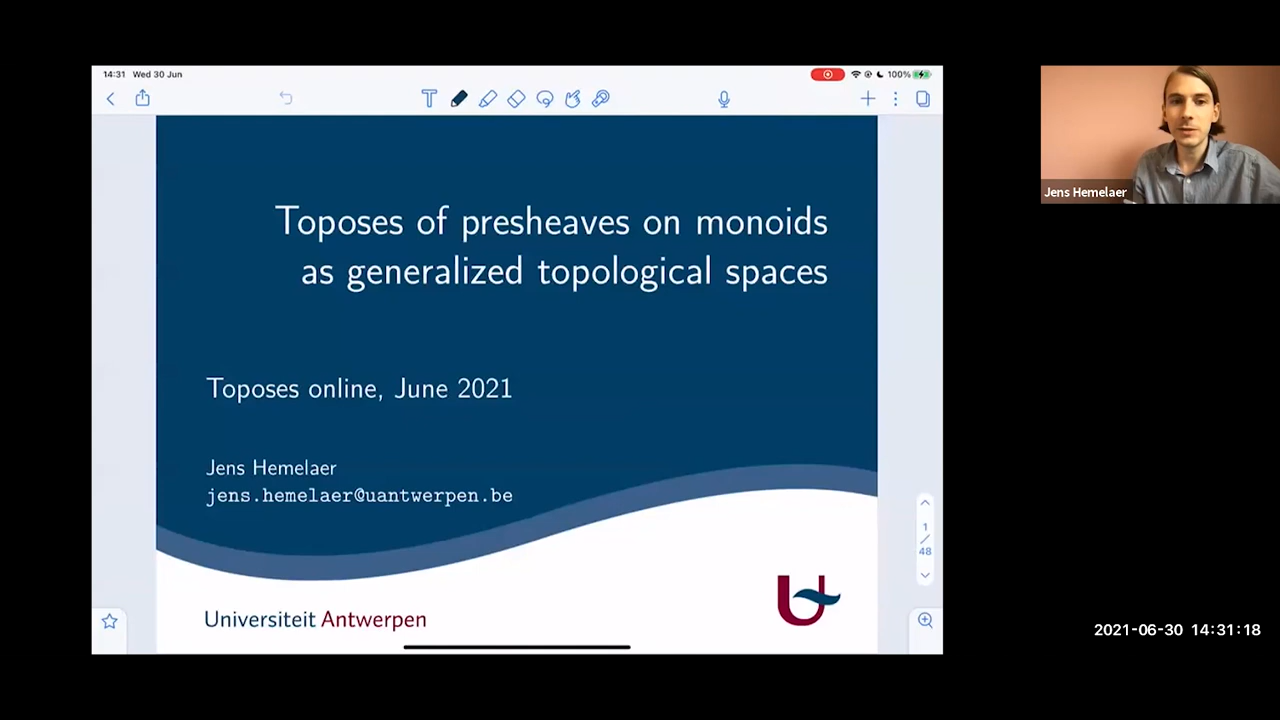 14:31 Wed 30 Jun
100%
Toposes of presheaves on monoids
as generalized topological spaces
Toposes online, June 2021
Jens Hemelaer
jens.hemelaer@uantwerpen.be
1
/
48
Universiteit Antwerpen
Jens Hemelaer
2021-06-30 14:31:18